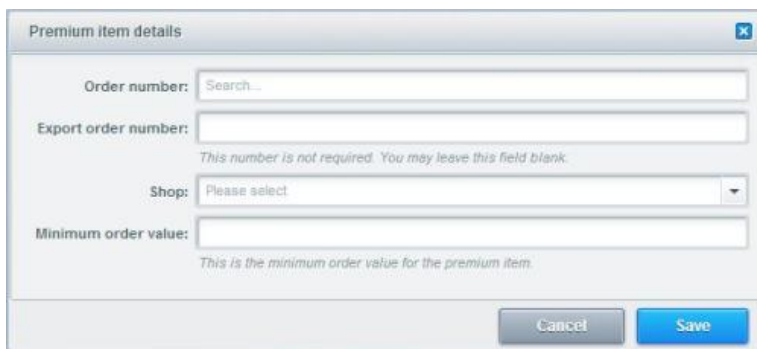 Premium item details
Order number: Search...
Export order number:
This number is not required. You may leave this field blank.
Shop: Please select
Minimum order value:
This is the minimum order value for the premium item.
Cancel Save